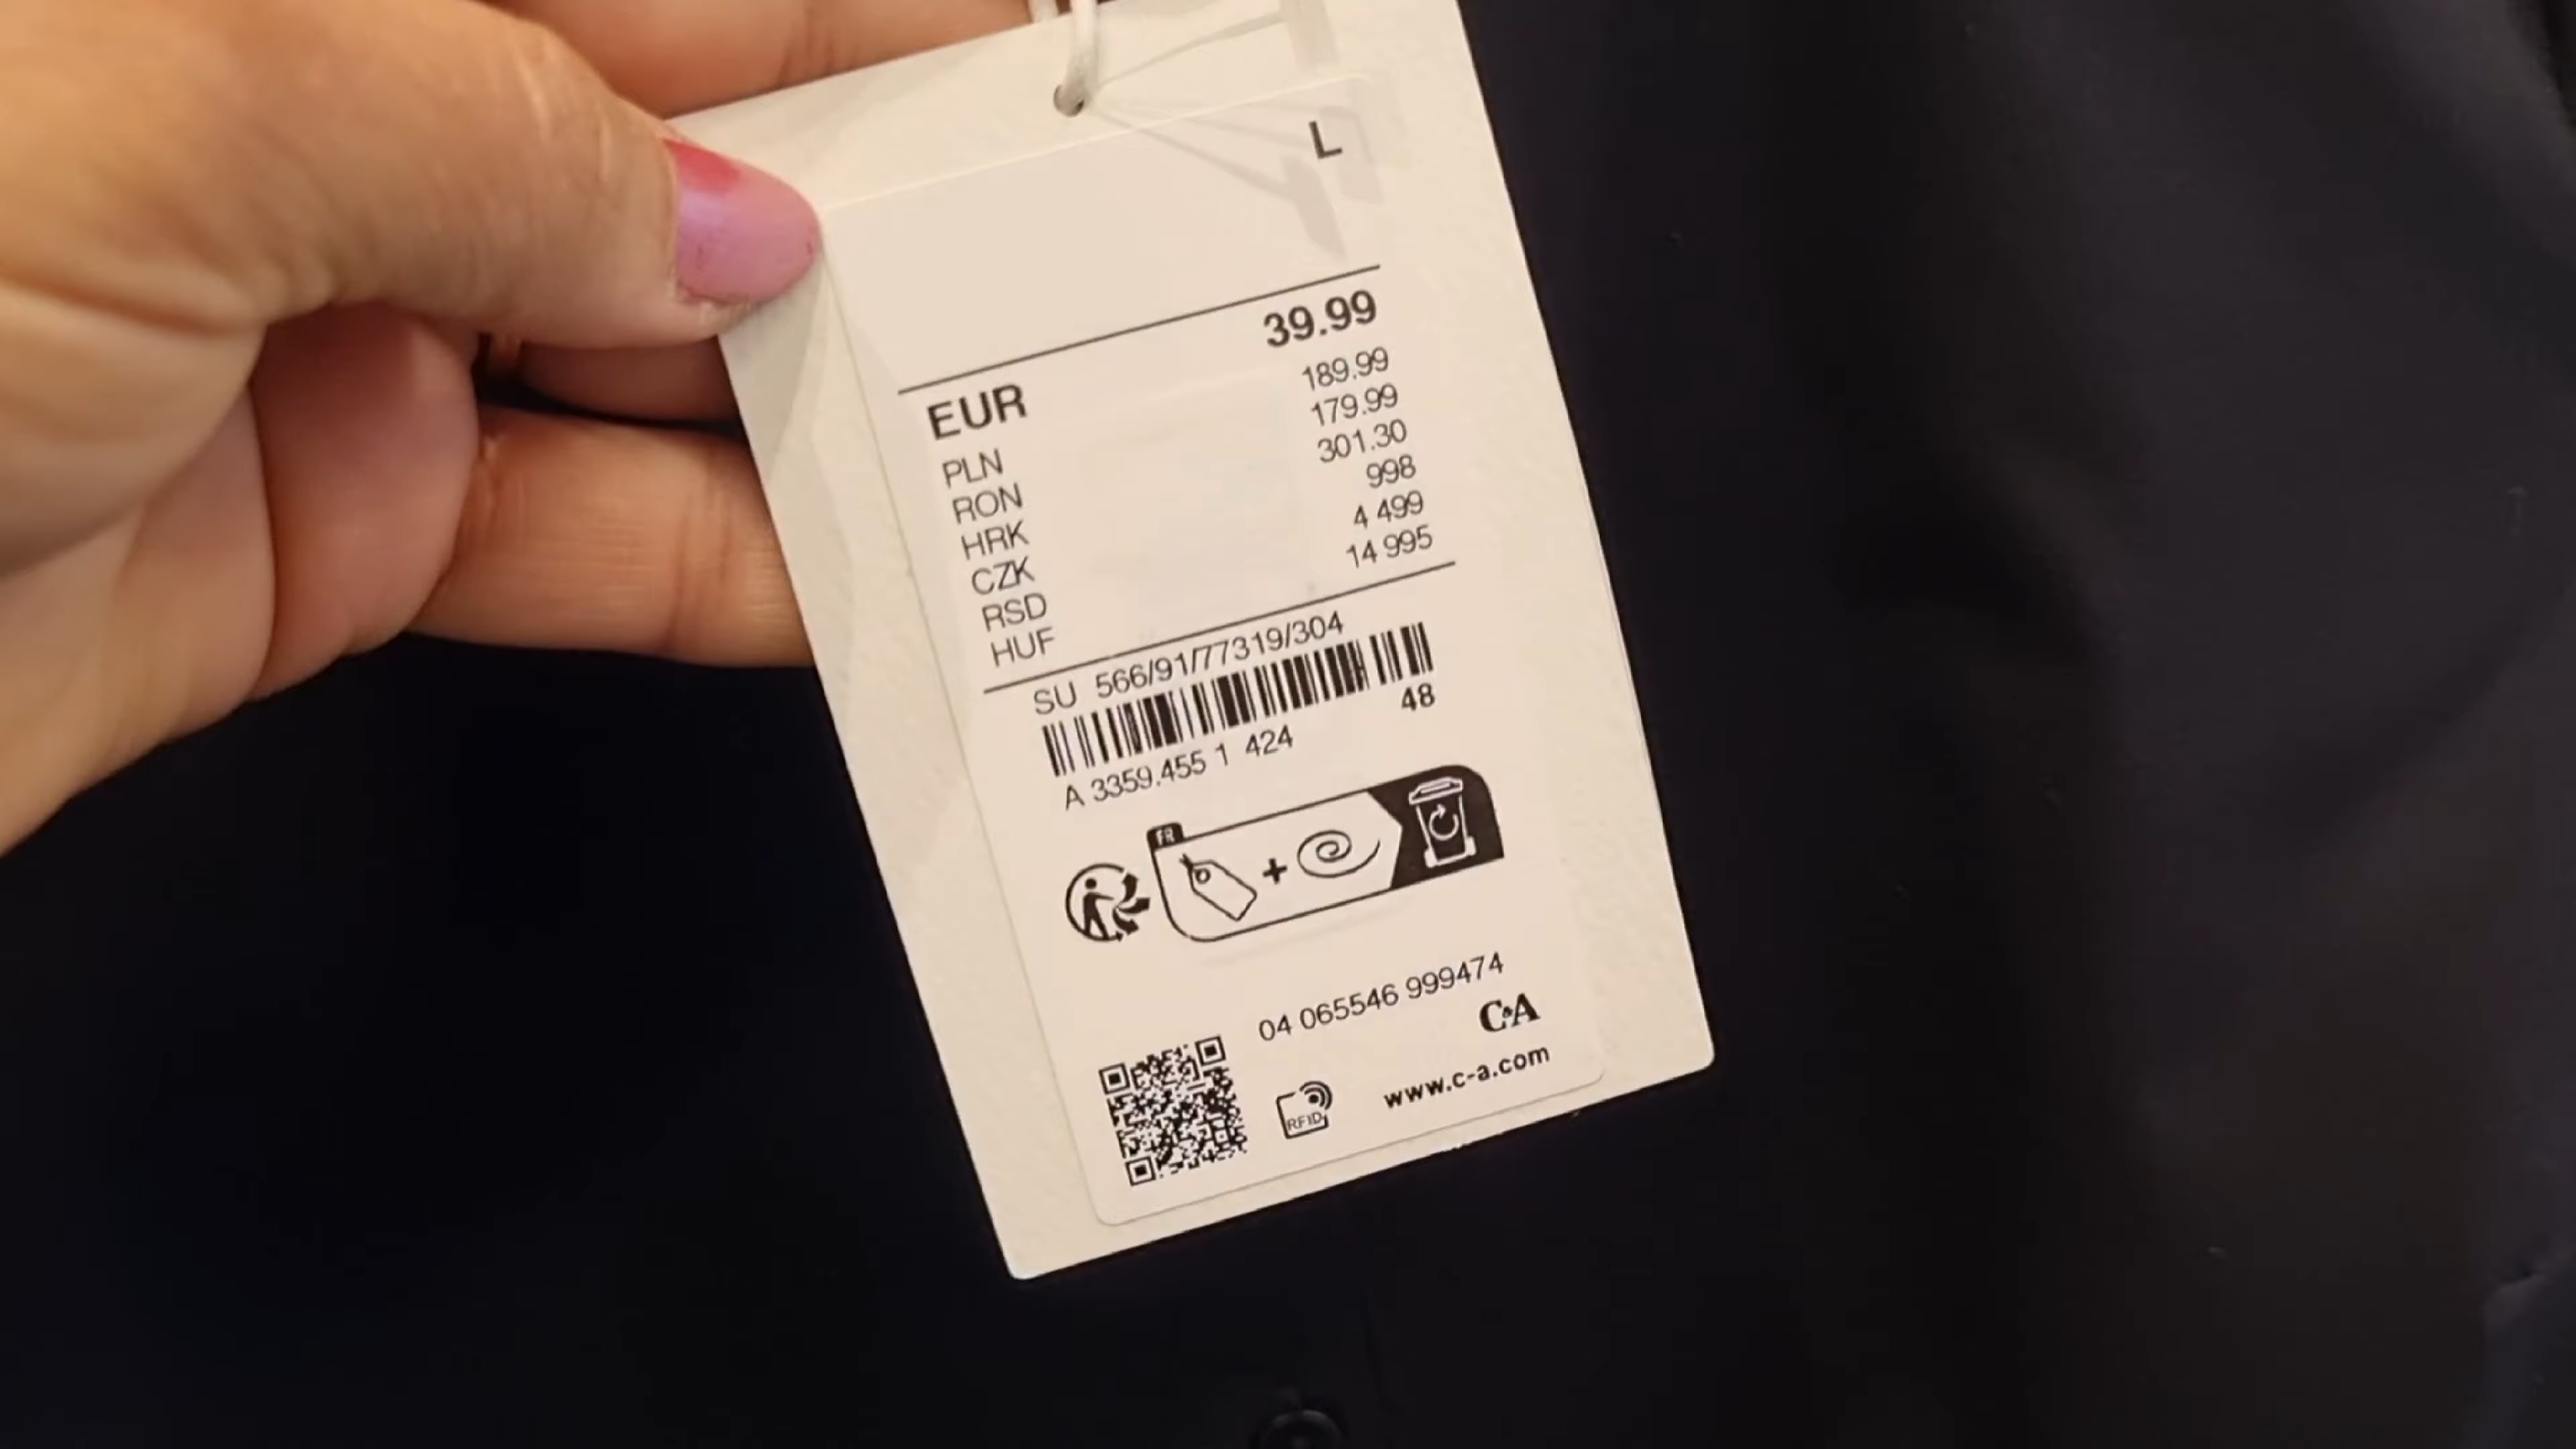 L
EUR 39.99
PLN 189.99
RON 179.99
HRK 301.30
CZK 998
RSD 4 499
HUF 14 995
SU 566/91/77319/304
A 3359.455 1 424 48
FR
+
04 065546 999474
C&A
RFID
www.c-a.com